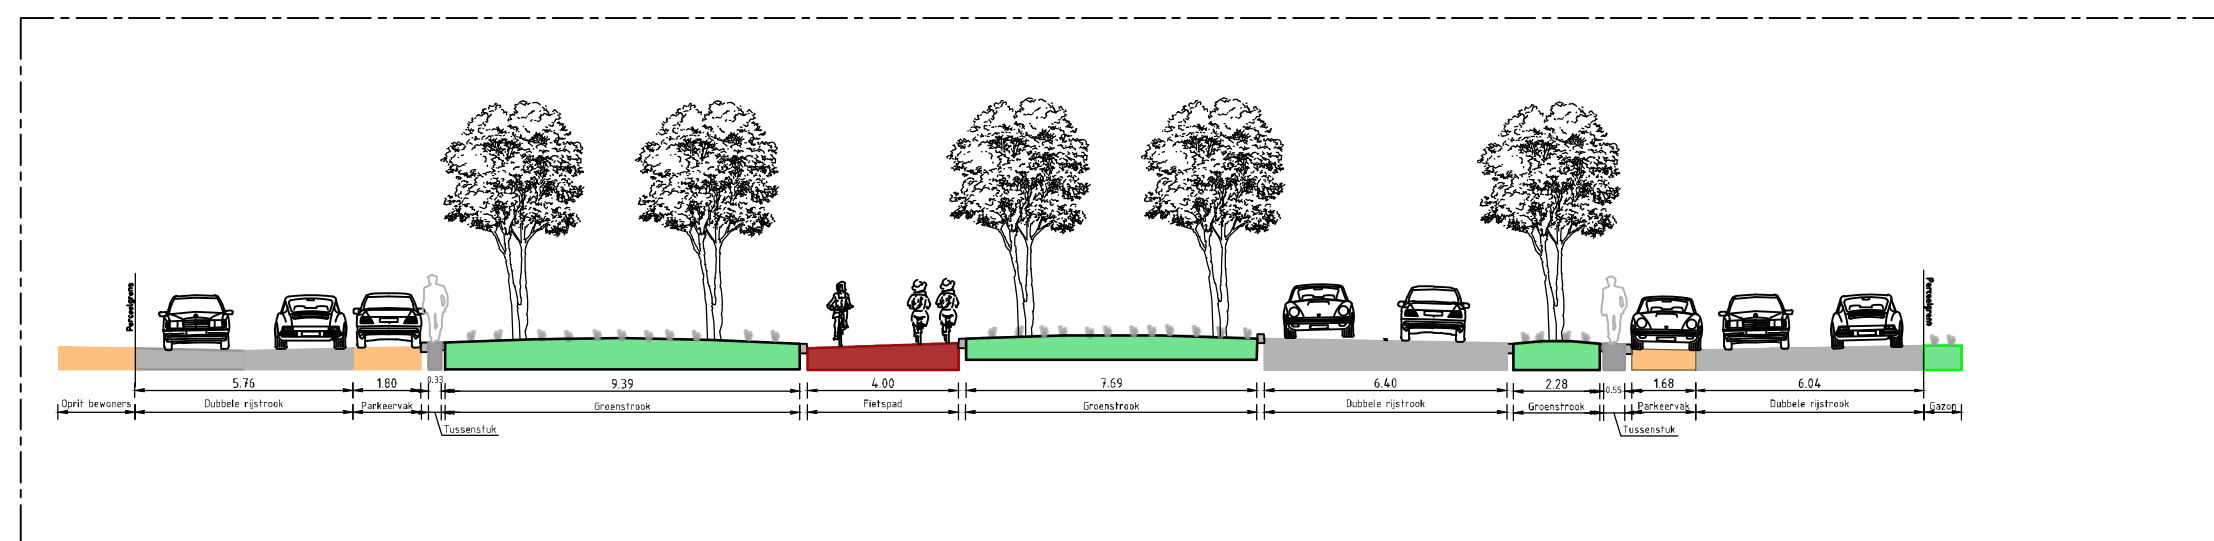 Perceelgrens
Perceelgrens
5.76
1.80
0.33
9.39
4.00
7.69
6.40
2.28
0.55
1.68
6.04
Oprit bewoners
Dubbele rijstrook
Parkeervak
Groenstrook
Fietspad
Groenstrook
Dubbele rijstrook
Groenstrook
Parkeervak
Dubbele rijstrook
Gazon
Tussenstuk
Tussenstuk